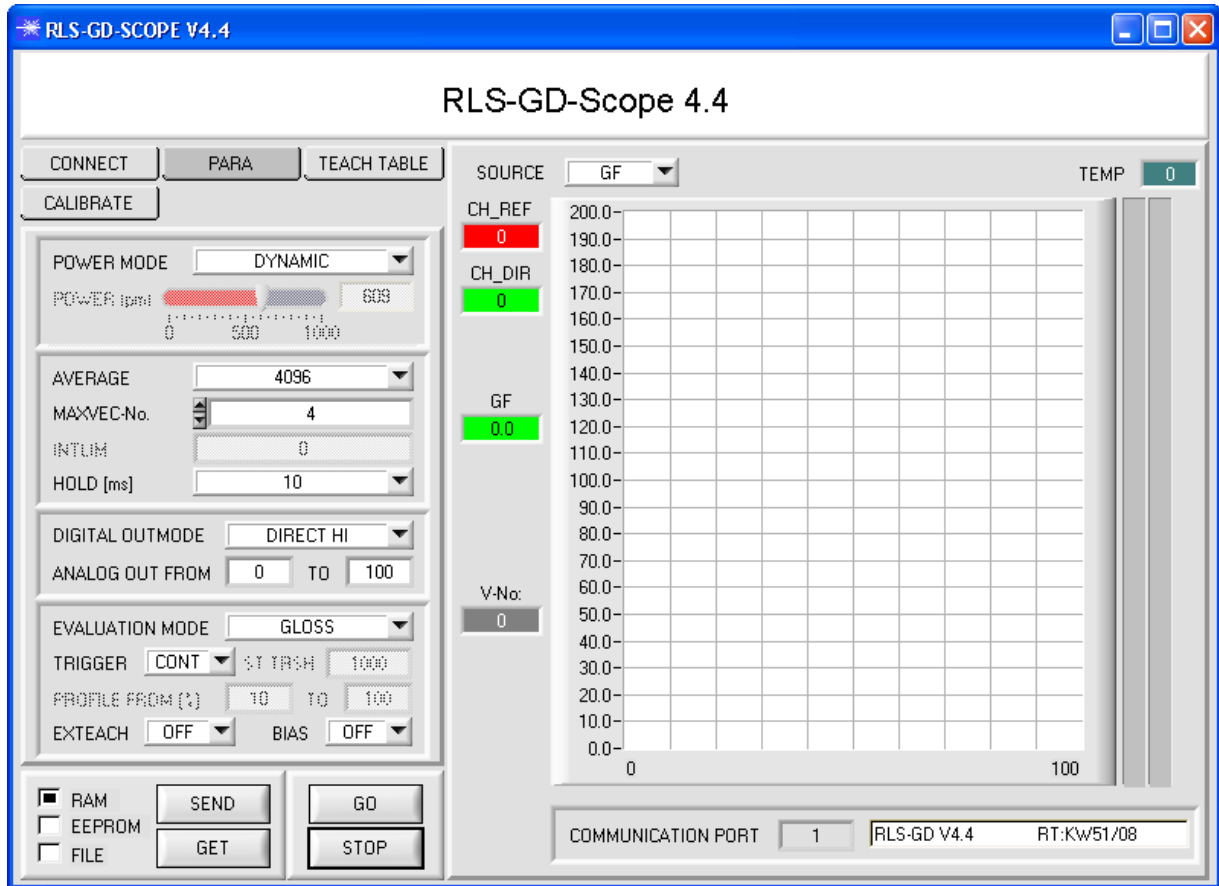 RLS-GD-SCOPE V4.4
RLS-GD-Scope 4.4
CONNECT PARA TEACH TABLE
CALIBRATE
POWER MODE DYNAMIC
POWER [pm] 609
0 500 1000
AVERAGE 4096
MAXVEC-No. 4
INTLIM 0
HOLD [ms] 10
DIGITAL OUTMODE DIRECT HI
ANALOG OUT FROM 0 TO 100
EVALUATION MODE GLOSS
TRIGGER CONT ST TRSH 1000
PROFILE FROM [%] 10 TO 100
EXTEACH OFF BIAS OFF
RAM
EEPROM
FILE
SEND
GET
GO
STOP
SOURCE GF
TEMP 0
CH_REF
0
CH_DIR
0
GF
0.0
V-No:
0
200.0
190.0
180.0
170.0
160.0
150.0
140.0
130.0
120.0
110.0
100.0
90.0
80.0
70.0
60.0
50.0
40.0
30.0
20.0
10.0
0.0
0 100
COMMUNICATION PORT 1 RLS-GD V4.4 RT:KW51/08